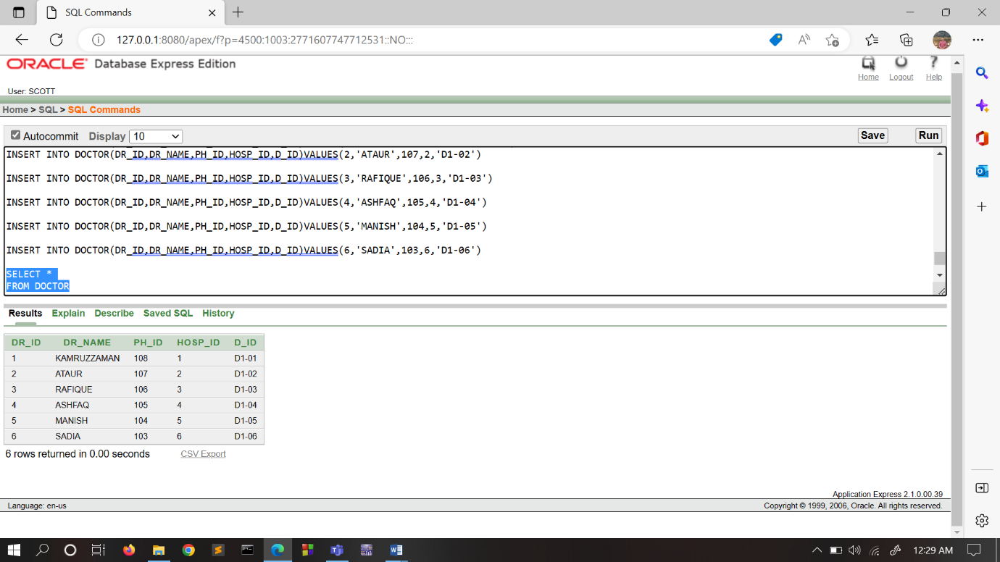 SQL Commands
127.0.0.1:8080/apex/f?p=4500:1003:2771607747712531::NO:::
ORACLE Database Express Edition
Home Logout Help
User: SCOTT
Home > SQL > SQL Commands
Autocommit Display 10 Save Run
INSERT INTO DOCTOR(DR_ID,DR_NAME,PH_ID,HOSP_ID,D_ID)VALUES(2,'ATAUR',107,2,'D1-02')
INSERT INTO DOCTOR(DR_ID,DR_NAME,PH_ID,HOSP_ID,D_ID)VALUES(3,'RAFIQUE',106,3,'D1-03')
INSERT INTO DOCTOR(DR_ID,DR_NAME,PH_ID,HOSP_ID,D_ID)VALUES(4,'ASHFAQ',105,4,'D1-04')
INSERT INTO DOCTOR(DR_ID,DR_NAME,PH_ID,HOSP_ID,D_ID)VALUES(5,'MANISH',104,5,'D1-05')
INSERT INTO DOCTOR(DR_ID,DR_NAME,PH_ID,HOSP_ID,D_ID)VALUES(6,'SADIA',103,6,'D1-06')
SELECT *
FROM DOCTOR
Results Explain Describe Saved SQL History
DR_ID DR_NAME PH_ID HOSP_ID D_ID
1 KAMRUZZAMAN 108 1 D1-01
2 ATAUR 107 2 D1-02
3 RAFIQUE 106 3 D1-03
4 ASHFAQ 105 4 D1-04
5 MANISH 104 5 D1-05
6 SADIA 103 6 D1-06
6 rows returned in 0.00 seconds CSV Export
Application Express 2.1.0.00.39
Language: en-us Copyright © 1999, 2006, Oracle. All rights reserved.
12:29 AM